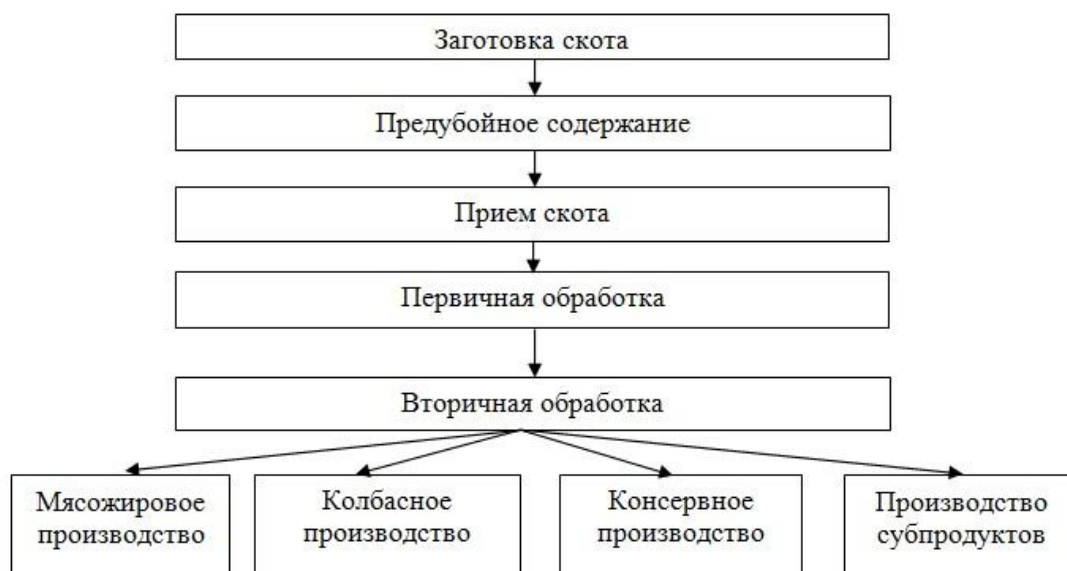 Заготовка скота
Предубойное содержание
Прием скота
Первичная обработка
Вторичная обработка
Мясожировое
производство
Колбасное
производство
Консервное
производство
Производство
субпродуктов